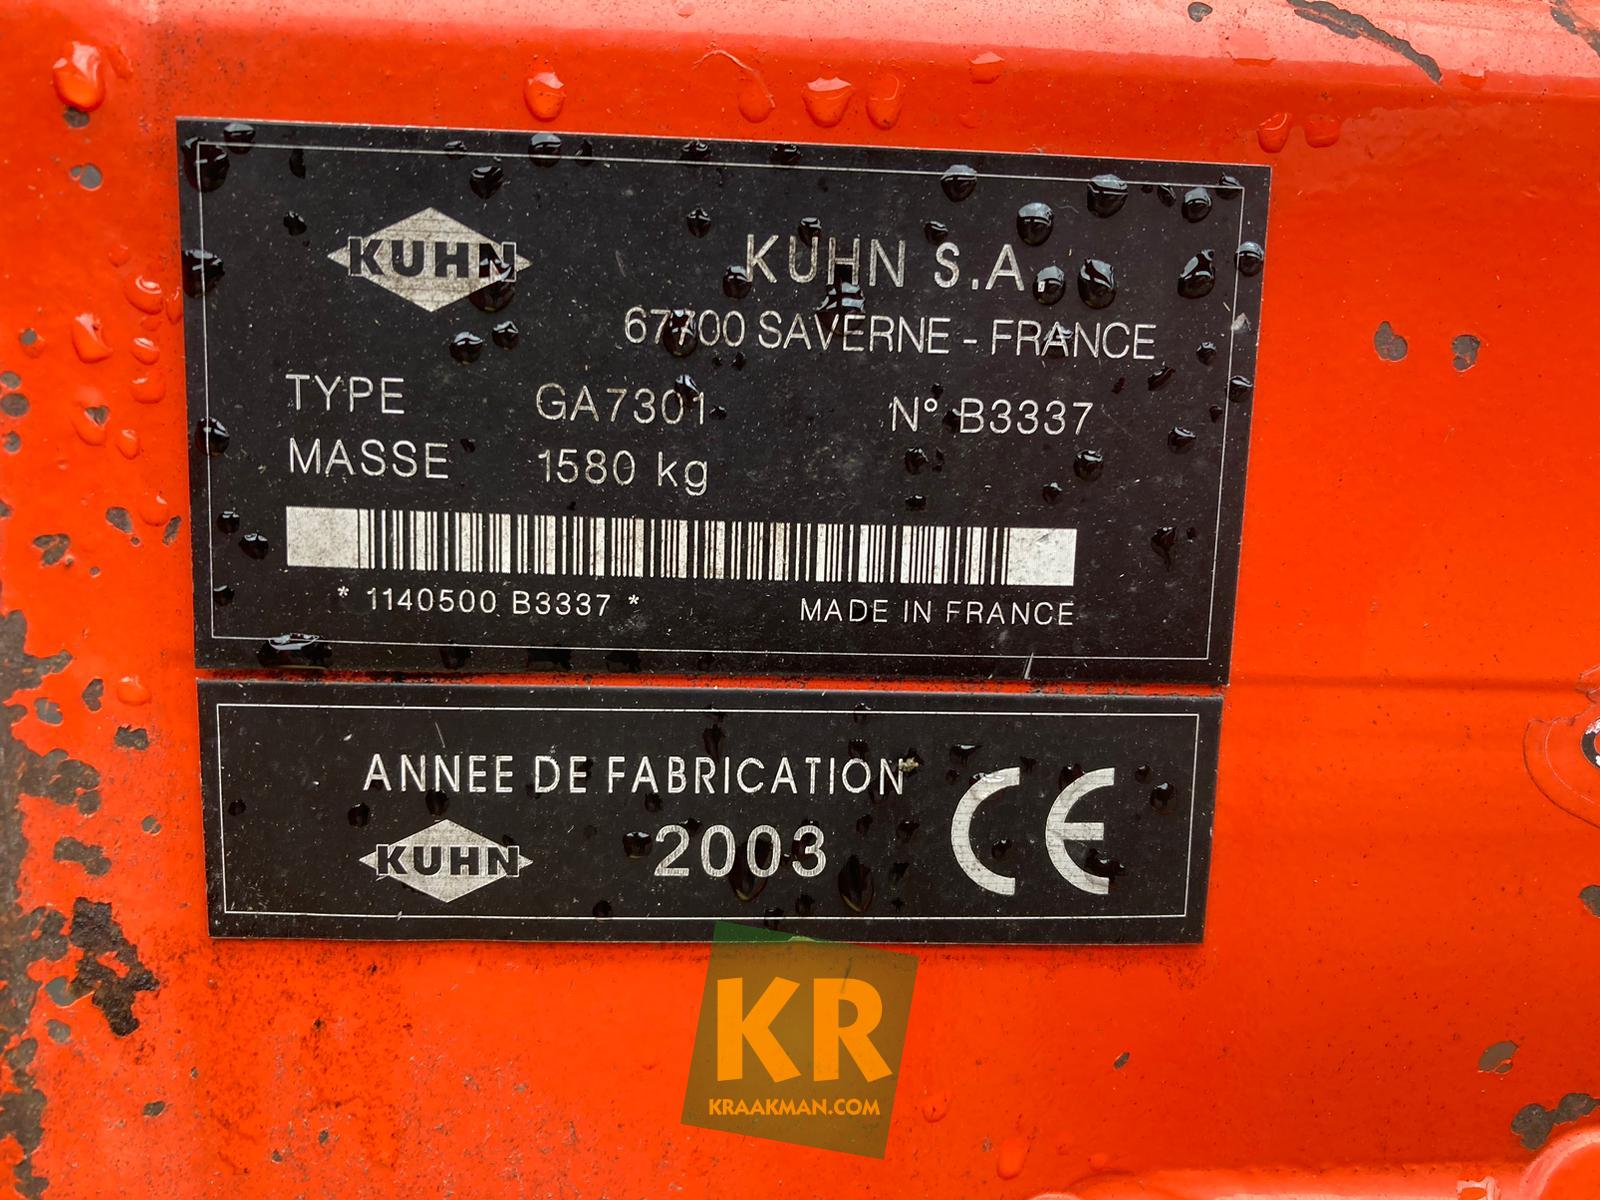 KUHN
KUHN S.A.
67700 SAVERNE - FRANCE
TYPE GA7301 N° B3337
MASSE 1580 kg
* 1140500 B3337 *
MADE IN FRANCE
ANNEE DE FABRICATION
KUHN
2003
CE
KR
KRAAKMAN.COM